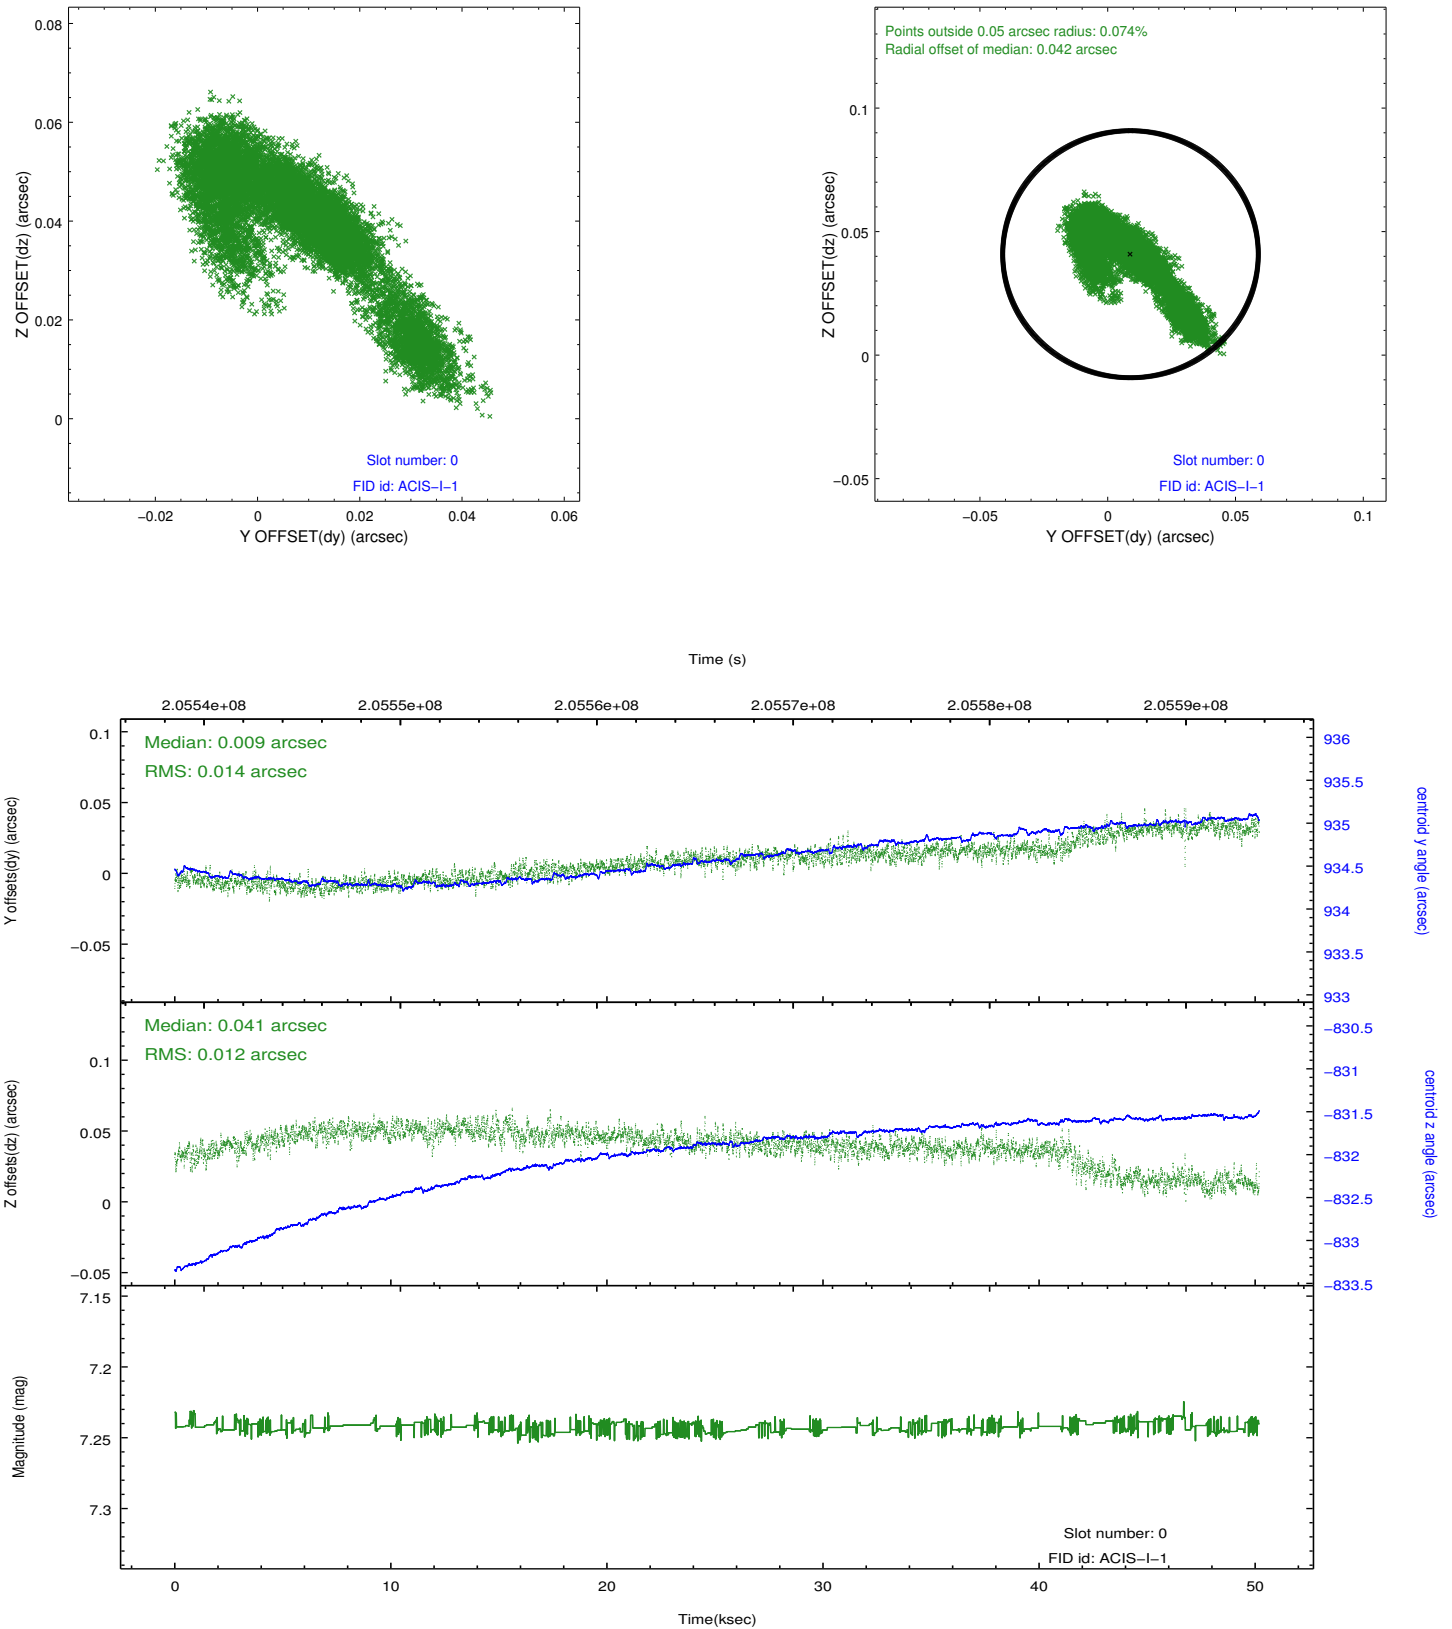 0.08
0.06
0.04
0.02
0
Z OFFSET(dz) (arcsec)
Slot number: 0
FID id: ACIS−I−1
−0.02 0 0.02 0.04 0.06
Y OFFSET(dy) (arcsec)
Points outside 0.05 arcsec radius: 0.074%
Radial offset of median: 0.042 arcsec
0.1
0.05
0
−0.05
Z OFFSET(dz) (arcsec)
Slot number: 0
FID id: ACIS−I−1
−0.05 0 0.05 0.1
Y OFFSET(dy) (arcsec)
Time (s)
2.0554e+08 2.0555e+08 2.0556e+08 2.0557e+08 2.0558e+08 2.0559e+08
Median: 0.009 arcsec
RMS: 0.014 arcsec
0.1
0.05
0
−0.05
Y offsets(dy) (arcsec)
936
935.5
935
934.5
934
933.5
933
centroid y angle (arcsec)
Median: 0.041 arcsec
RMS: 0.012 arcsec
0.1
0.05
0
−0.05
Z offsets(dz) (arcsec)
−830.5
−831
−831.5
−832
−832.5
−833
−833.5
centroid z angle (arcsec)
7.15
7.2
7.25
7.3
Magnitude (mag)
Slot number: 0
FID id: ACIS−I−1
0 10 20 30 40 50
Time(ksec)